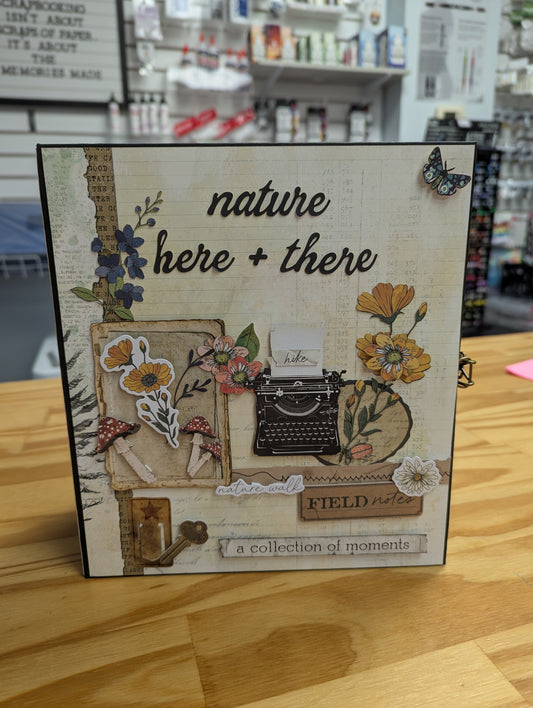 SCRAPBOOKING
ISN'T ABOUT
SCRAPS OF PAPER.
IT IS ABOUT
THE
MEMORIES MADE
nature
here + there
hike
nature walk
FIELD notes
a collection of moments